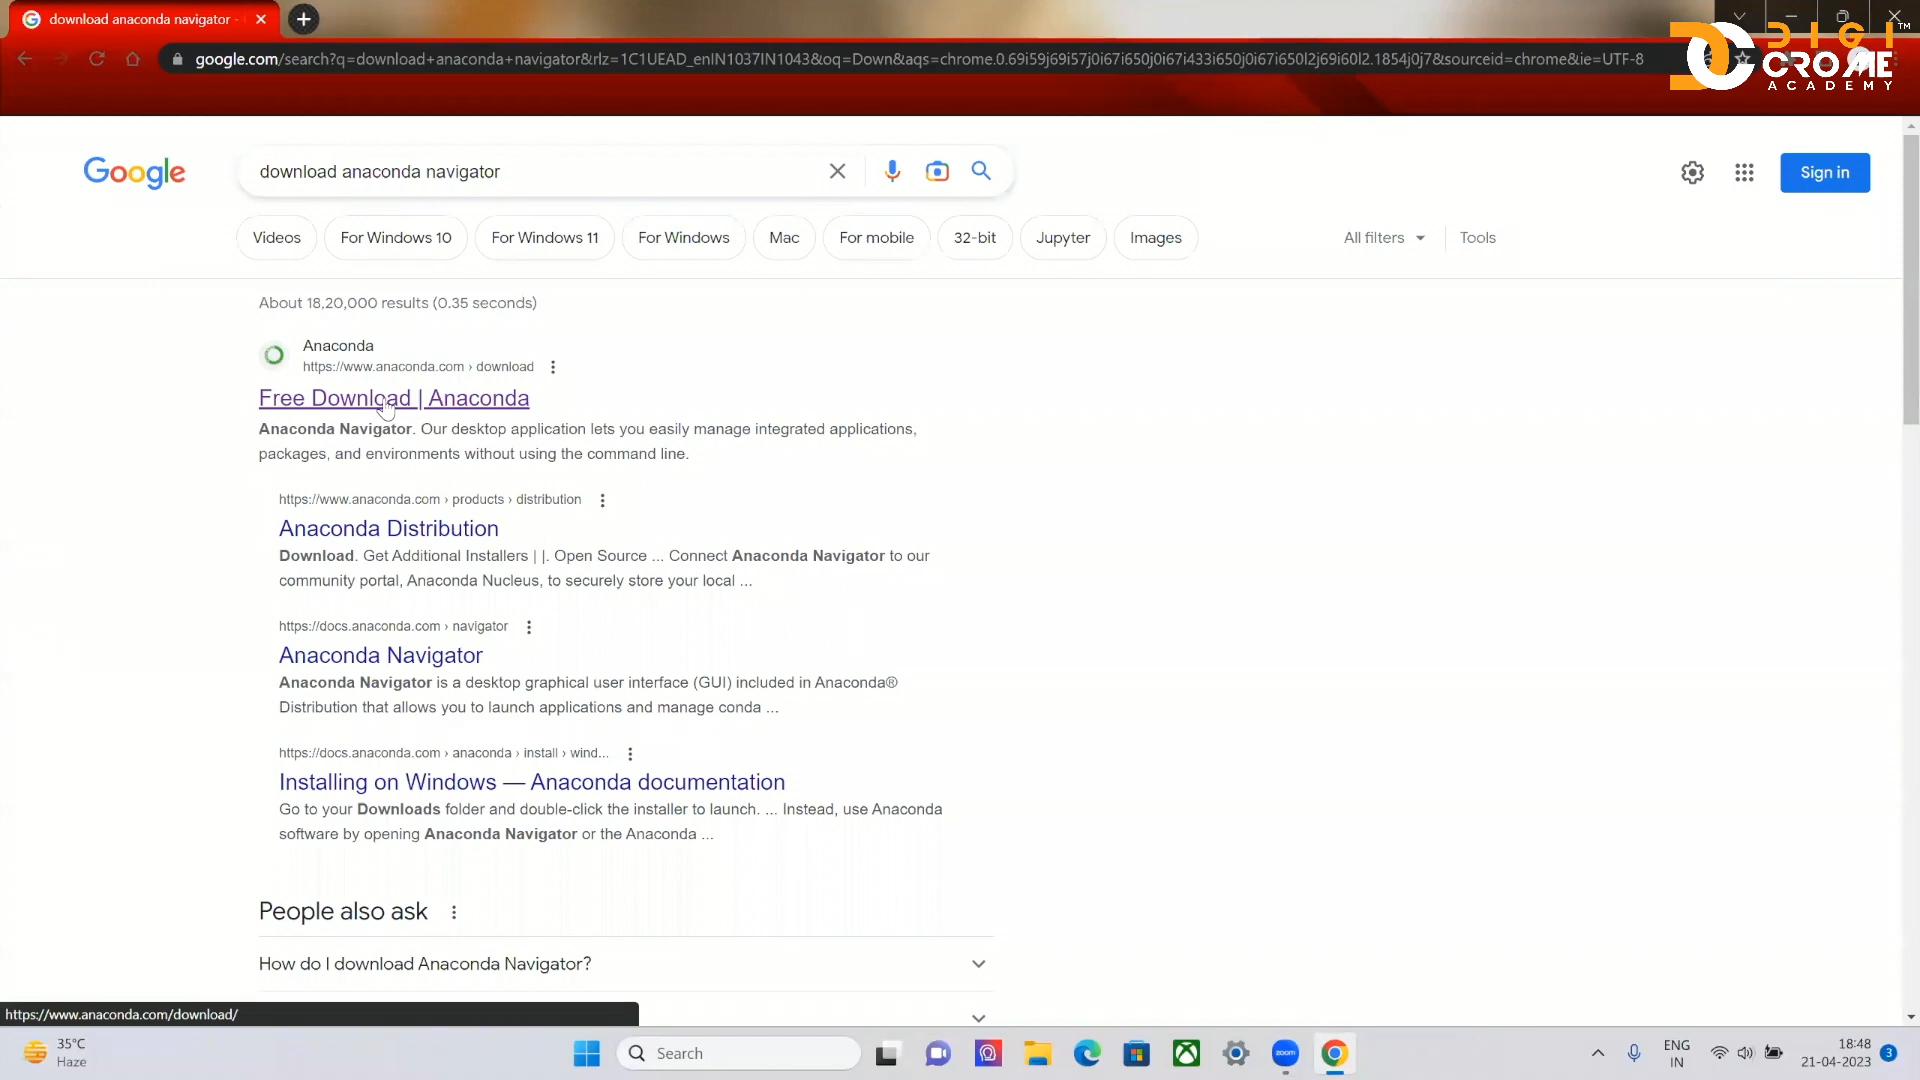 download anaconda navigator -
google.com/search?q=download+anaconda+navigator&rlz=1C1UEAD_enIN1037IN1043&oq=Down&aqs=chrome.0.69i59j69i57j0i67i650j0i67i433i650j0i67i650l2j69i60l2.1854j0j7&sourceid=chrome&ie=UTF-8
DIGI™
CROME
ACADEMY
Google
download anaconda navigator
Sign in
Videos
For Windows 10
For Windows 11
For Windows
Mac
For mobile
32-bit
Jupyter
Images
All filters
Tools
About 18,20,000 results (0.35 seconds)
Anaconda
https://www.anaconda.com › download
Free Download | Anaconda
Anaconda Navigator. Our desktop application lets you easily manage integrated applications,
packages, and environments without using the command line.
https://www.anaconda.com › products › distribution
Anaconda Distribution
Download. Get Additional Installers | |. Open Source ... Connect Anaconda Navigator to our
community portal, Anaconda Nucleus, to securely store your local ...
https://docs.anaconda.com › navigator
Anaconda Navigator
Anaconda Navigator is a desktop graphical user interface (GUI) included in Anaconda®
Distribution that allows you to launch applications and manage conda ...
https://docs.anaconda.com › anaconda › install › wind...
Installing on Windows — Anaconda documentation
Go to your Downloads folder and double-click the installer to launch. ... Instead, use Anaconda
software by opening Anaconda Navigator or the Anaconda ...
People also ask
How do I download Anaconda Navigator?
https://www.anaconda.com/download/
35°C
Haze
Search
zoom
ENG
IN
18:48
21-04-2023
3